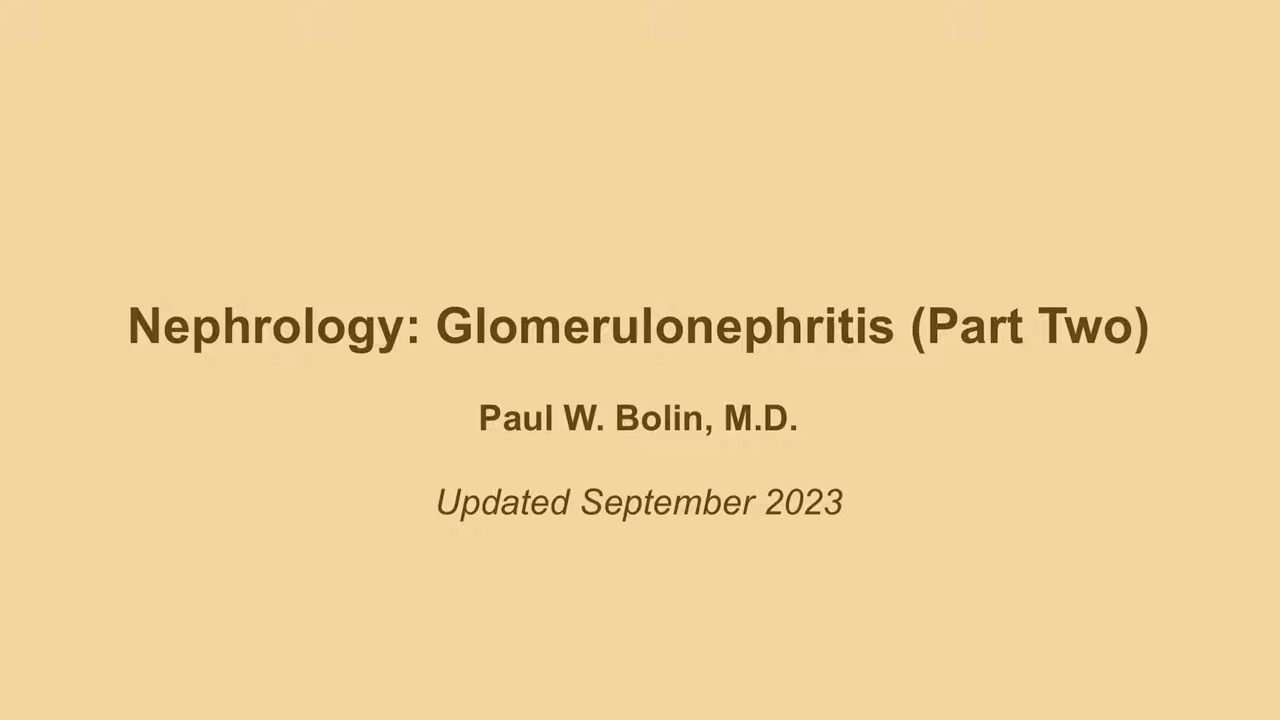 Nephrology: Glomerulonephritis (Part Two)
Paul W. Bolin, M.D.
Updated September 2023